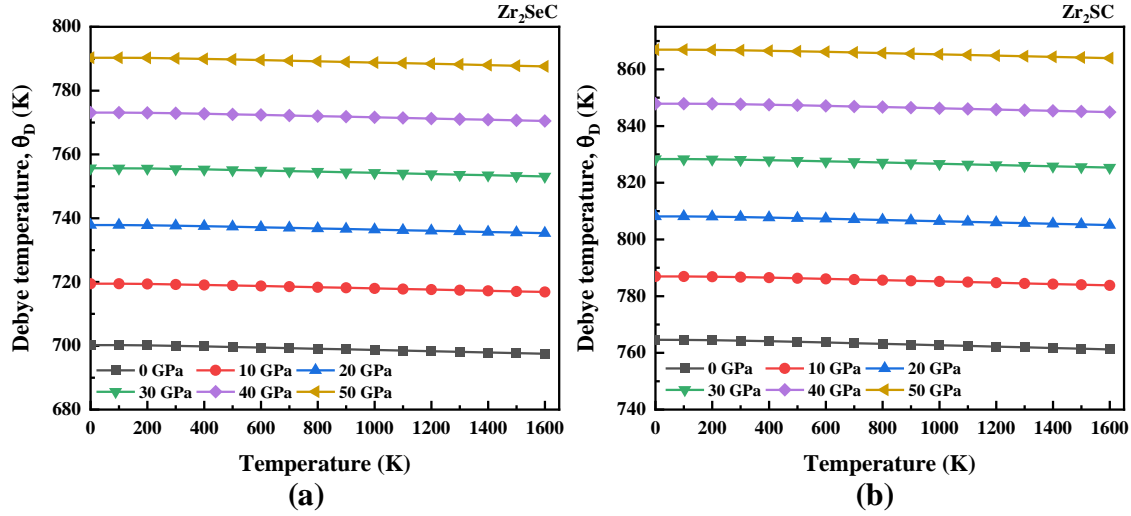 Zr₂SeC
Debye temperature, θ_D (K)
800
780
760
740
720
700
680
0 GPa 10 GPa 20 GPa
30 GPa 40 GPa 50 GPa
0 200 400 600 800 1000 1200 1400 1600
Temperature (K)
(a)
Zr₂SC
Debye temperature, θ_D (K)
860
840
820
800
780
760
740
0 GPa 10 GPa 20 GPa
30 GPa 40 GPa 50 GPa
0 200 400 600 800 1000 1200 1400 1600
Temperature (K)
(b)